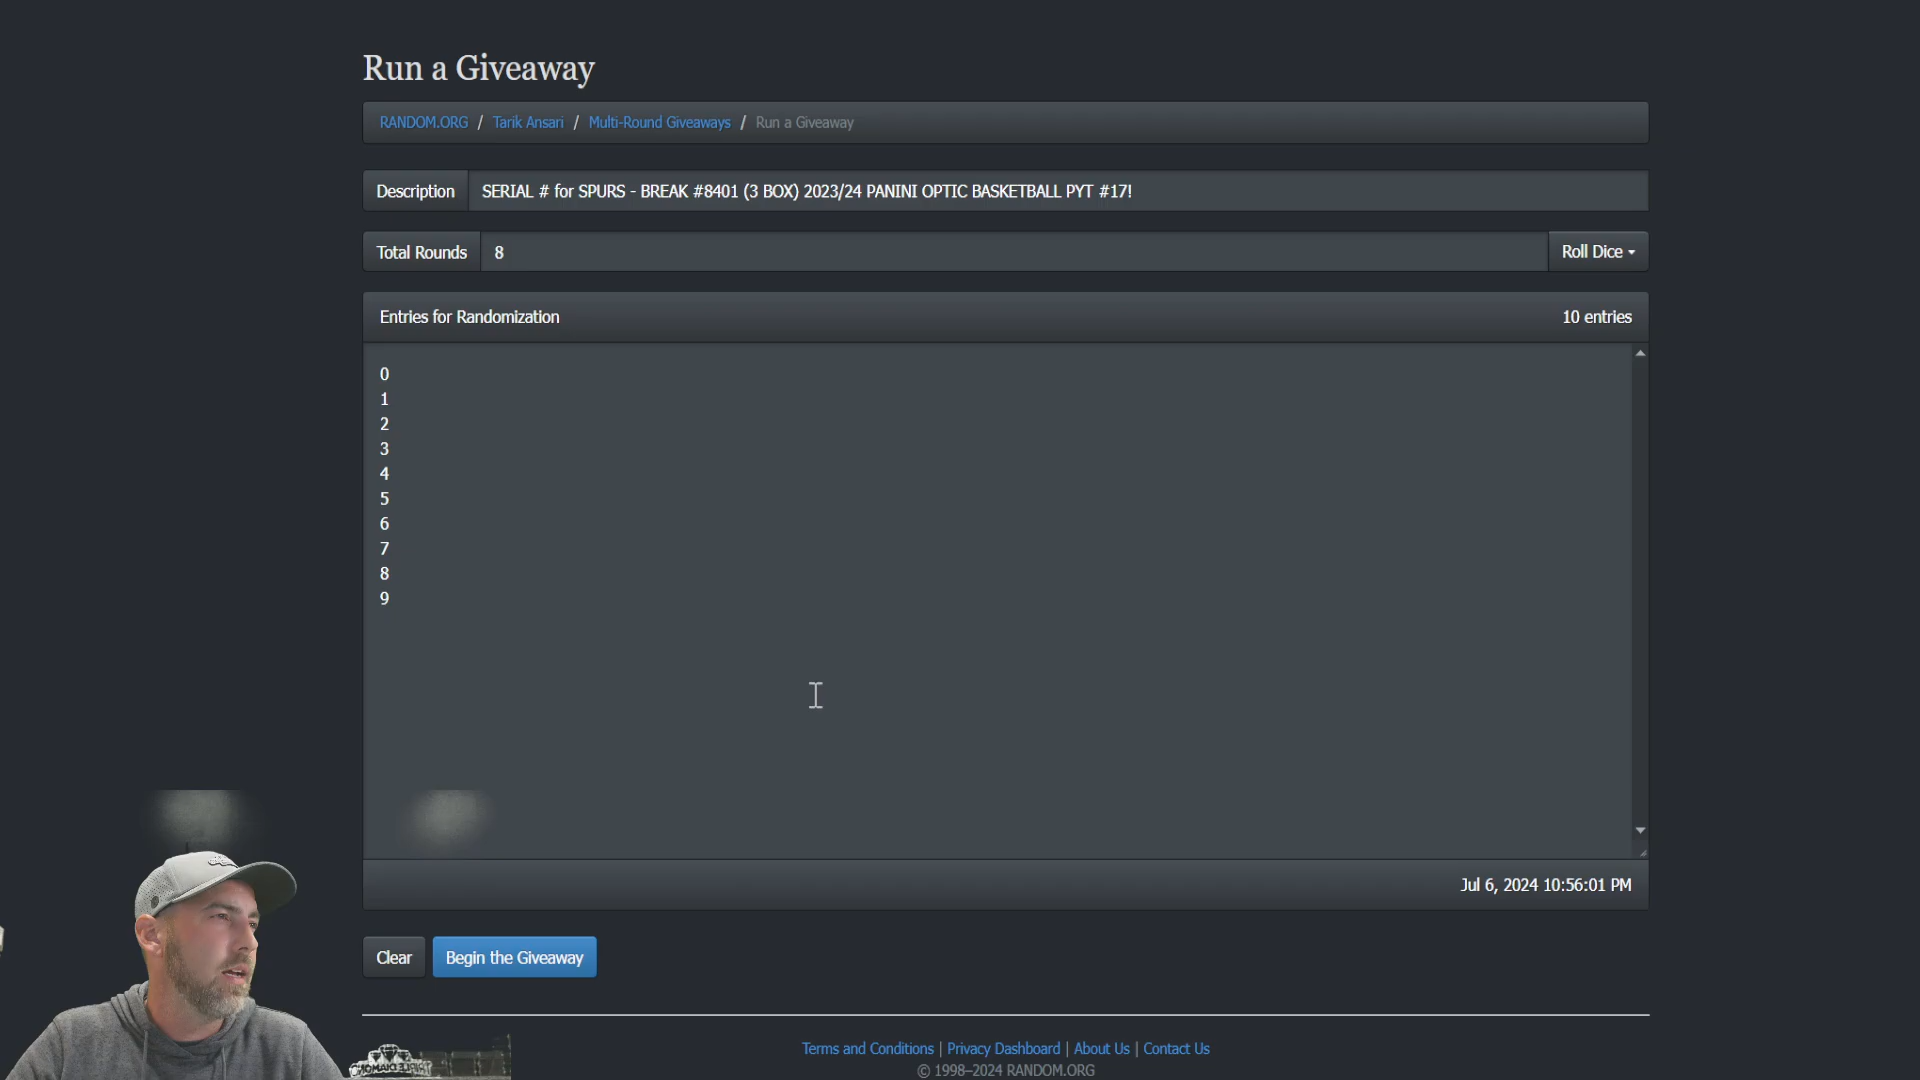 Run a Giveaway
RANDOM.ORG / Tarik Ansari / Multi-Round Giveaways / Run a Giveaway
Description SERIAL # for SPURS - BREAK #8401 (3 BOX) 2023/24 PANINI OPTIC BASKETBALL PYT #17!
Total Rounds 8 Roll Dice
Entries for Randomization 10 entries
0
1
2
3
4
5
6
7
8
9
Jul 6, 2024 10:56:01 PM
Clear Begin the Giveaway
Terms and Conditions | Privacy Dashboard | About Us | Contact Us
© 1998–2024 RANDOM.ORG